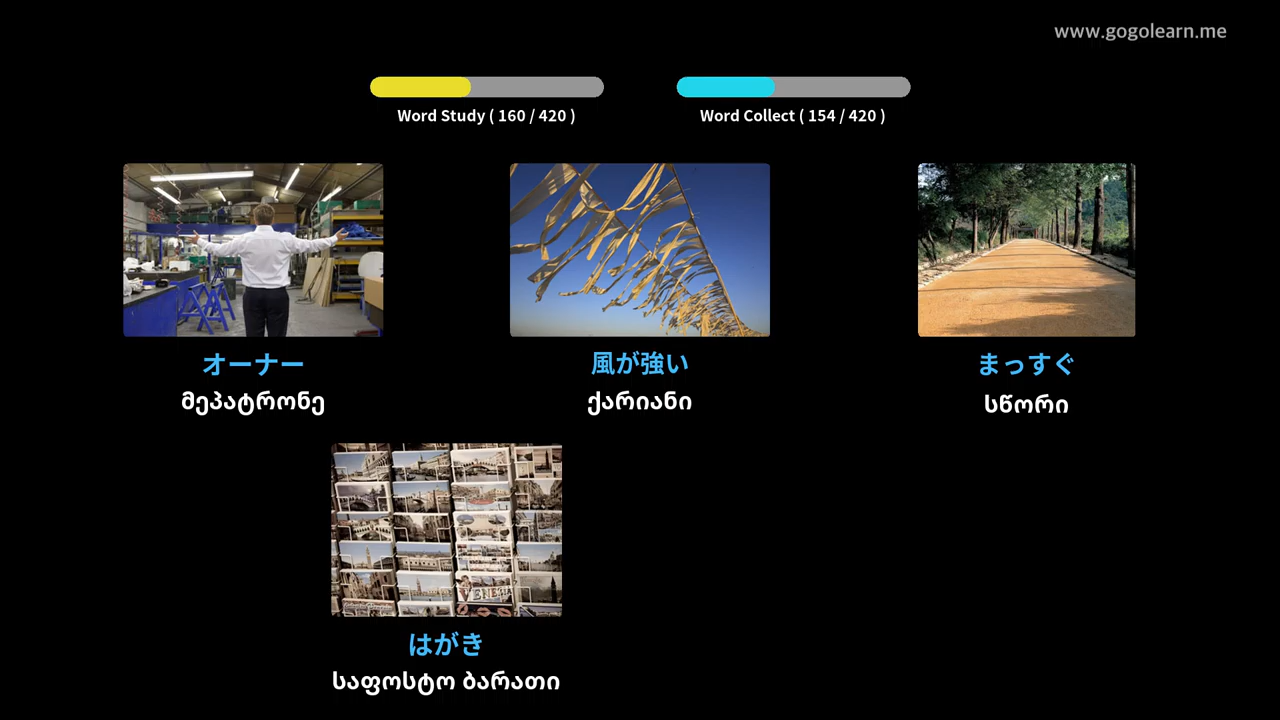 www.gogolearn.me
Word Study ( 160 / 420 )
Word Collect ( 154 / 420 )
オーナー
მეპატრონე
風が強い
ქარიანი
まっすぐ
სწორი
VENEZIA
はがき
საფოსტო ბარათი